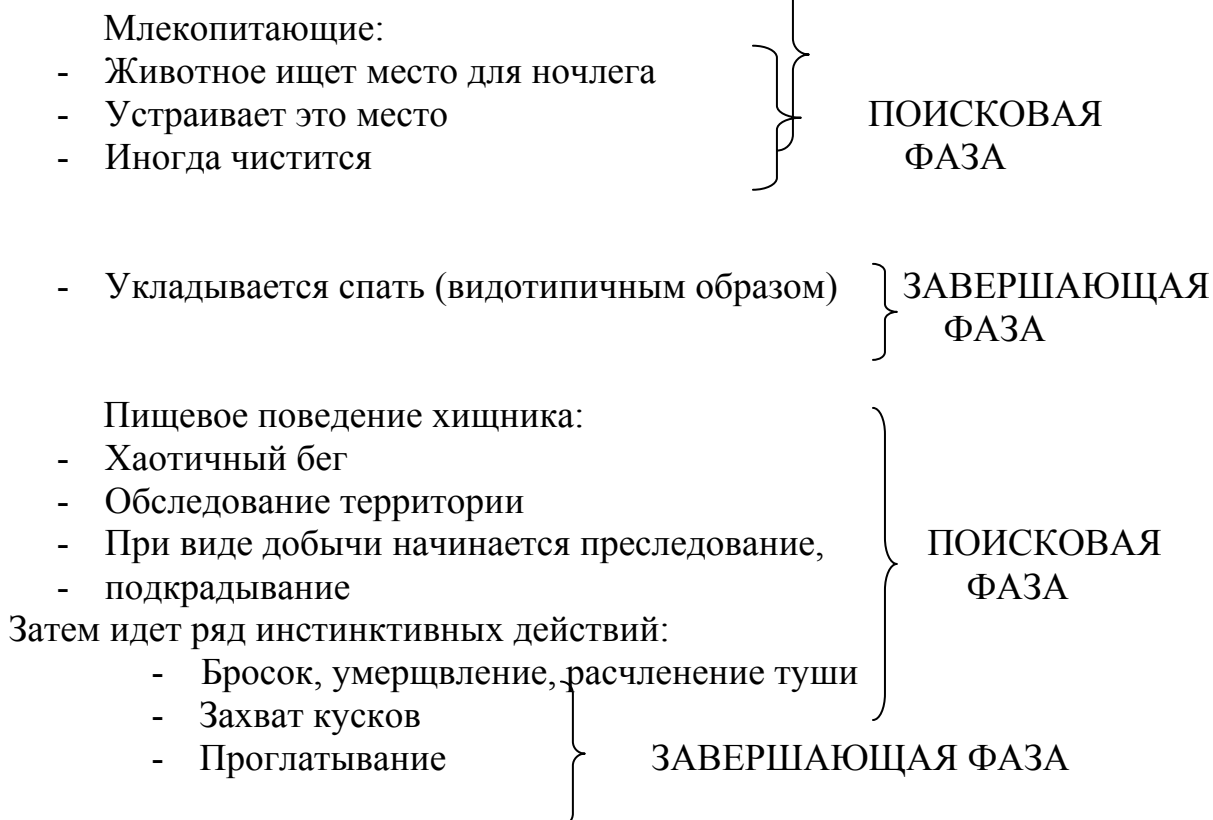 Млекопитающие:
- Животное ищет место для ночлега
- Устраивает это место ПОИСКОВАЯ
- Иногда чистится ФАЗА
- Укладывается спать (видотипичным образом) ЗАВЕРШАЮЩАЯ
ФАЗА
Пищевое поведение хищника:
- Хаотичный бег
- Обследование территории
- При виде добычи начинается преследование, ПОИСКОВАЯ
- подкрадывание ФАЗА
Затем идет ряд инстинктивных действий:
- Бросок, умерщвление, расчленение туши
- Захват кусков
- Проглатывание ЗАВЕРШАЮЩАЯ ФАЗА